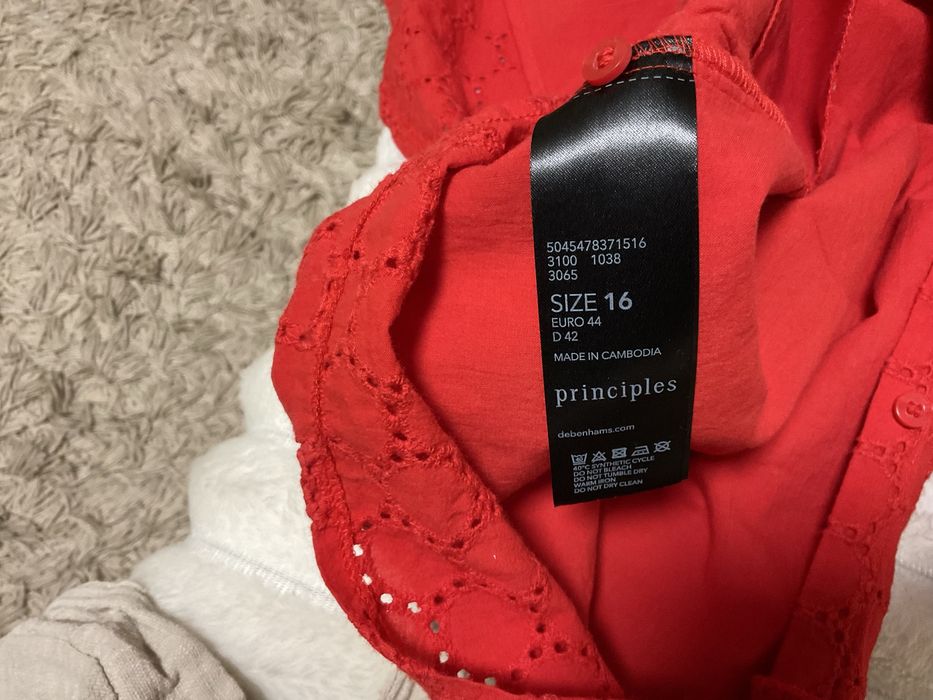 5045478371516
3100 1038
3065
SIZE 16
EURO 44
D 42
MADE IN CAMBODIA
principles
debenhams.com
40°C SYNTHETIC CYCLE
DO NOT BLEACH
DO NOT TUMBLE DRY
WARM IRON
DO NOT DRY CLEAN